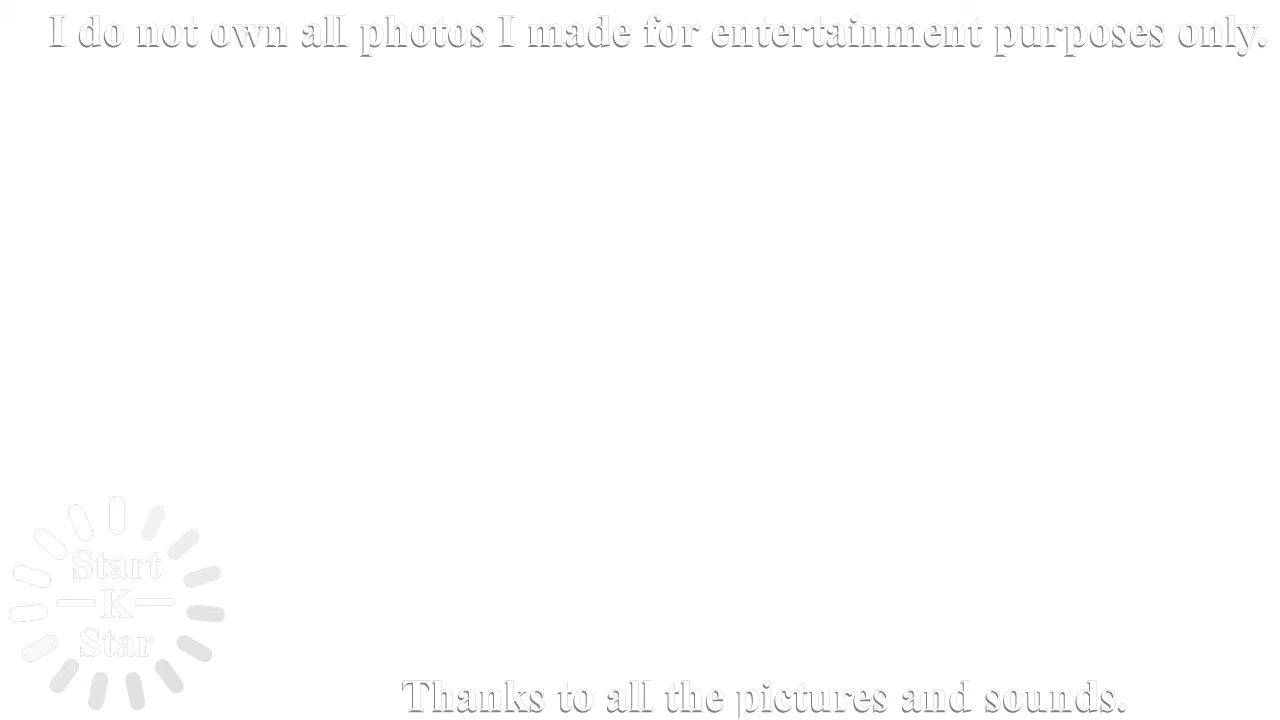 I do not own all photos I made for entertainment purposes only.
Start
K
Star
Thanks to all the pictures and sounds.